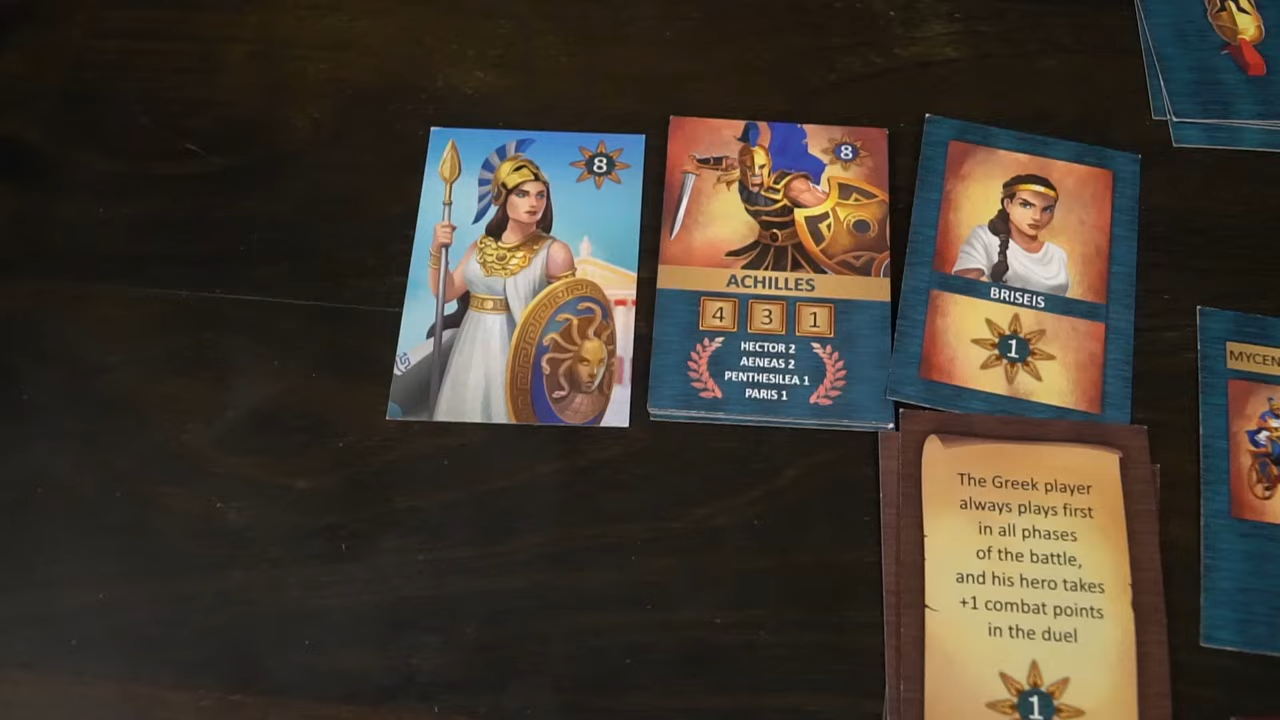 8
8
ACHILLES
4 3 1
HECTOR 2
AENEAS 2
PENTHESILEA 1
PARIS 1
BRISEIS
1
The Greek player
always plays first
in all phases
of the battle,
and his hero takes
+1 combat points
in the duel
1
MYCEN